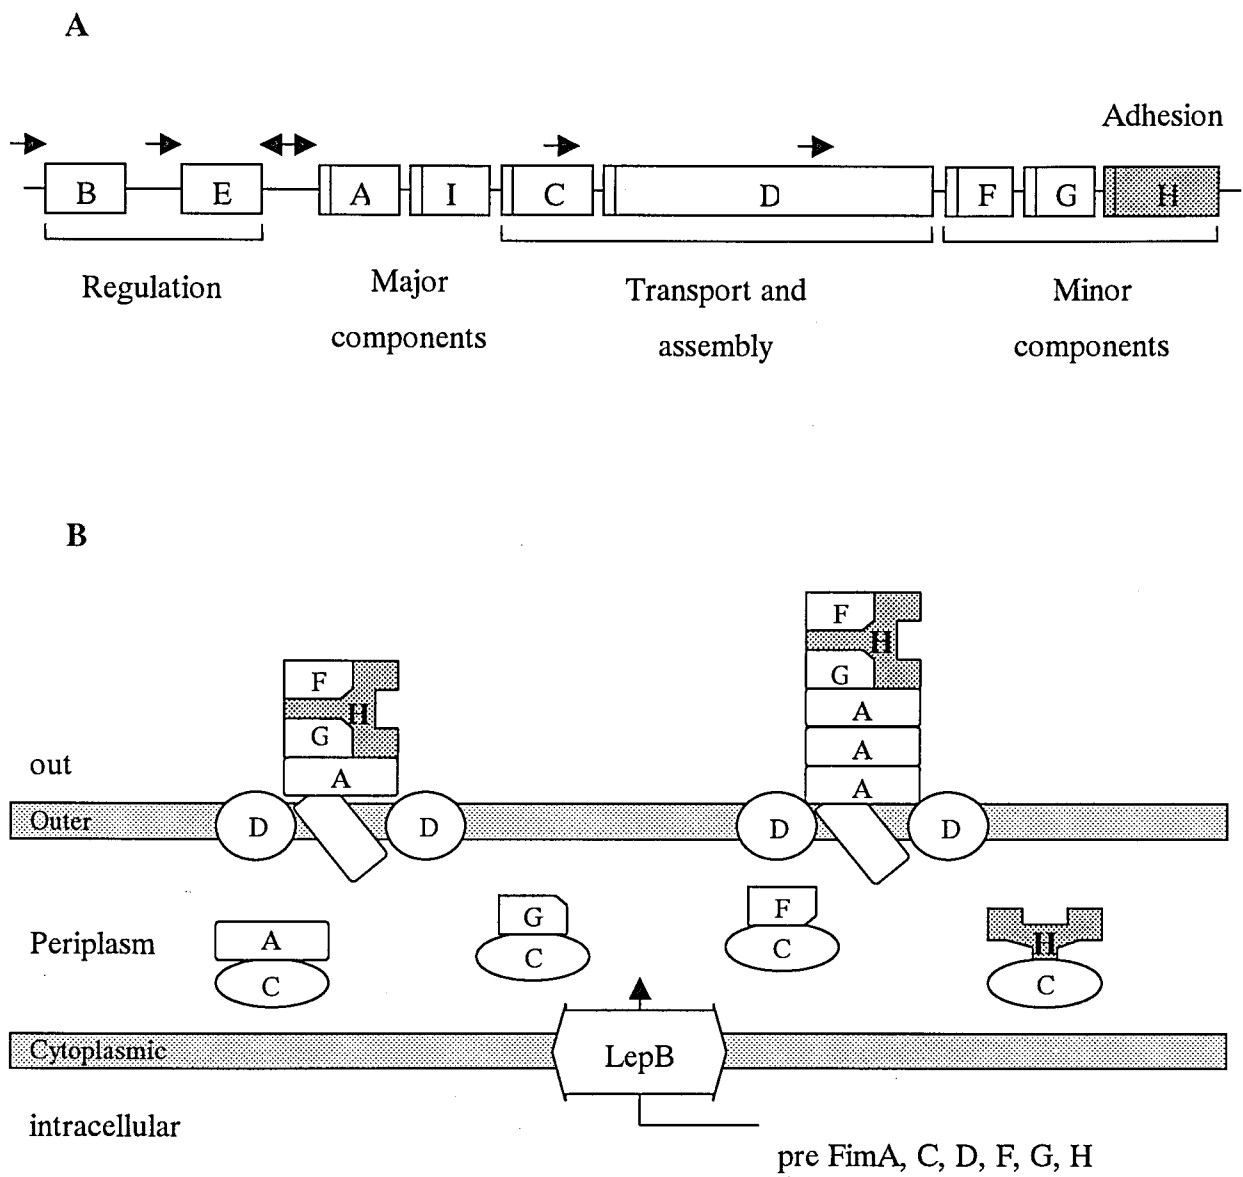 A
Adhesion
B E A I C D F G H
Regulation
Major
components
Transport and
assembly
Minor
components
B
F
H
G
A
F
H
G
A
A
A
out
Outer
D D D D
Periplasm
A
C
G
C
F
C
H
C
Cytoplasmic
LepB
intracellular
pre FimA, C, D, F, G, H